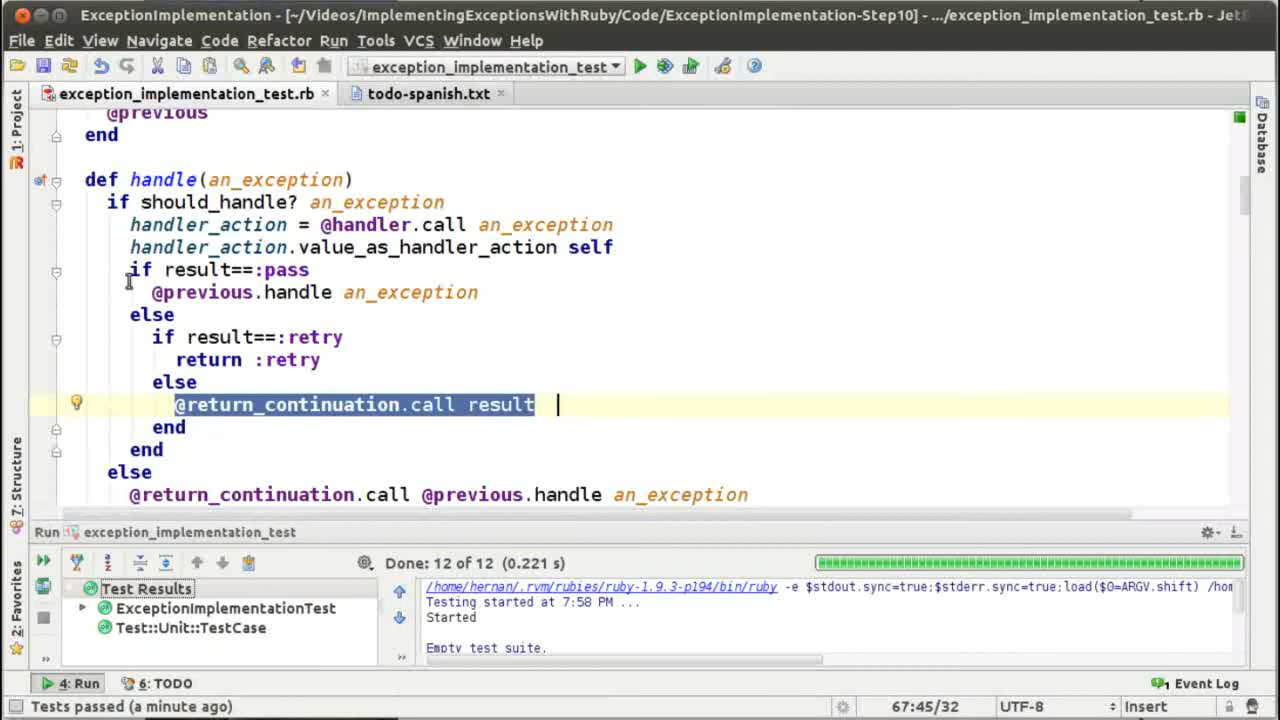 ExceptionImplementation - [~/Videos/ImplementingExceptionsWithRuby/Code/ExceptionImplementation-Step10] - .../exception_implementation_test.rb - Jet
File Edit View Navigate Code Refactor Run Tools VCS Window Help
exception_implementation_test
exception_implementation_test.rb todo-spanish.txt
1: Project
Database
@previous
end
def handle(an_exception)
if should_handle? an_exception
handler_action = @handler.call an_exception
handler_action.value_as_handler_action self
if result==:pass
@previous.handle an_exception
else
if result==:retry
return :retry
else
@return_continuation.call result
end
end
else
@return_continuation.call @previous.handle an_exception
7: Structure
2: Favorites
Run exception_implementation_test
Done: 12 of 12 (0.221 s)
Test Results
ExceptionImplementationTest
Test::Unit::TestCase
/home/hernan/.rvm/rubies/ruby-1.9.3-p194/bin/ruby -e $stdout.sync=true;$stderr.sync=true;load($0=ARGV.shift) /hom
Testing started at 7:58 PM ...
Started
Empty test suite.
4: Run 6: TODO Event Log
Tests passed (a minute ago) 67:45/32 UTF-8 Insert